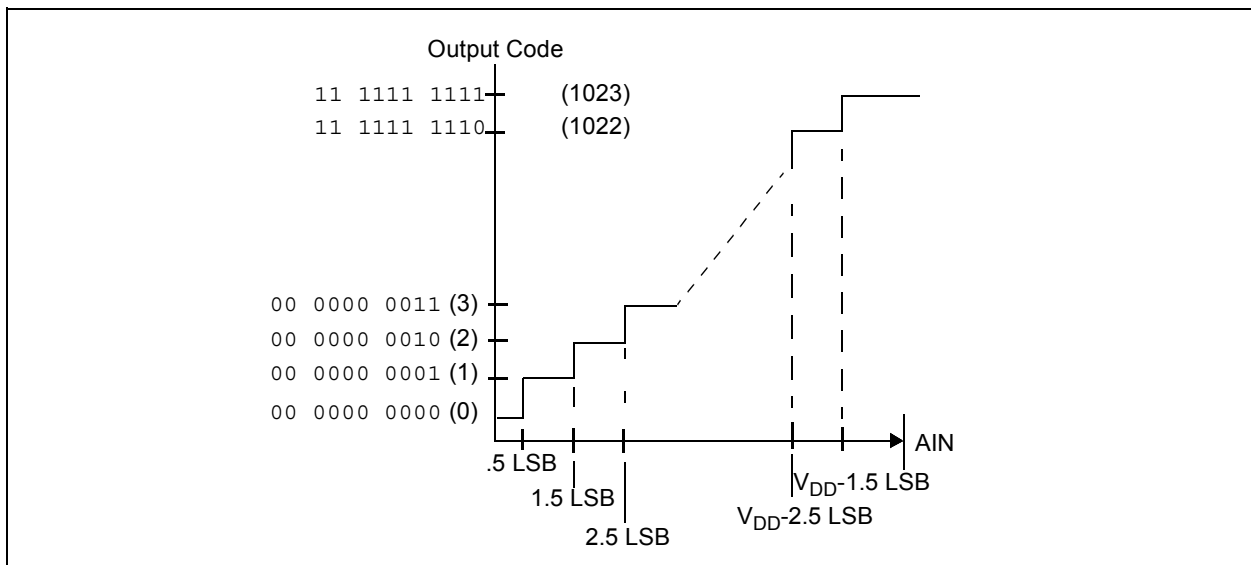 Output Code
11 1111 1111 (1023)
11 1111 1110 (1022)
00 0000 0011 (3)
00 0000 0010 (2)
00 0000 0001 (1)
00 0000 0000 (0)
AIN
.5 LSB
1.5 LSB
2.5 LSB
VDD-1.5 LSB
VDD-2.5 LSB